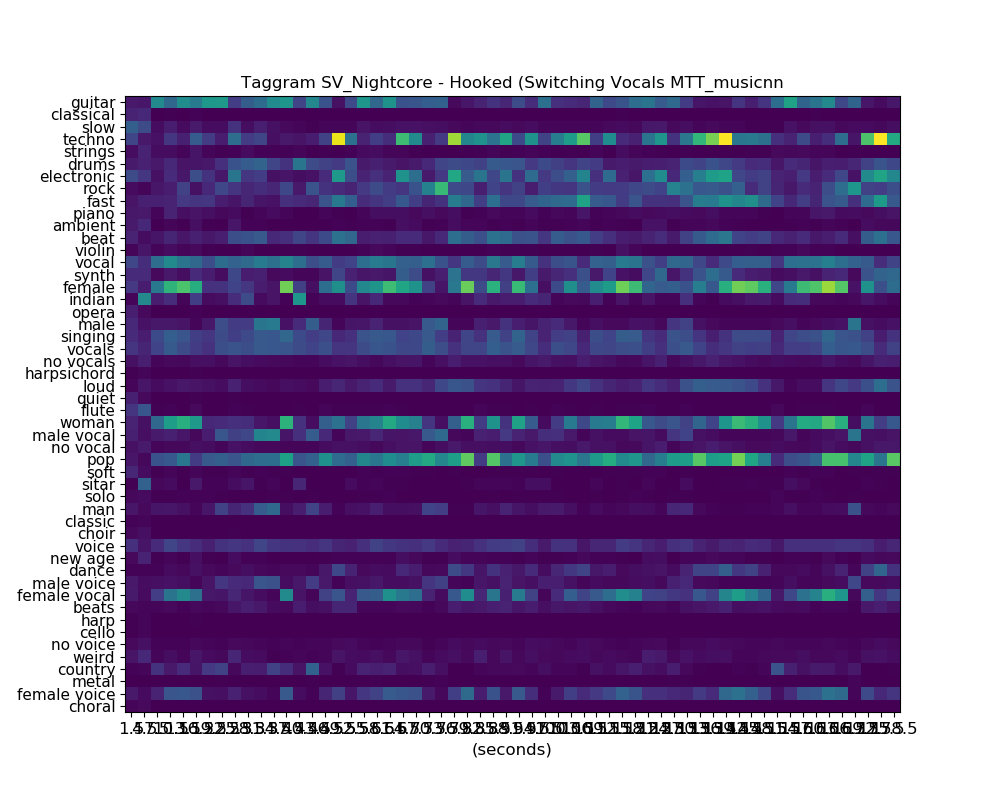 Taggram SV_Nightcore - Hooked (Switching Vocals MTT_musicnn
guitar
classical
slow
techno
strings
drums
electronic
rock
fast
piano
ambient
beat
violin
vocal
synth
female
indian
opera
male
singing
vocals
no vocals
harpsichord
loud
quiet
flute
woman
male vocal
no vocal
pop
soft
sitar
solo
man
classic
choir
voice
new age
dance
male voice
female vocal
beats
harp
cello
no voice
weird
country
metal
female voice
choral
(seconds)